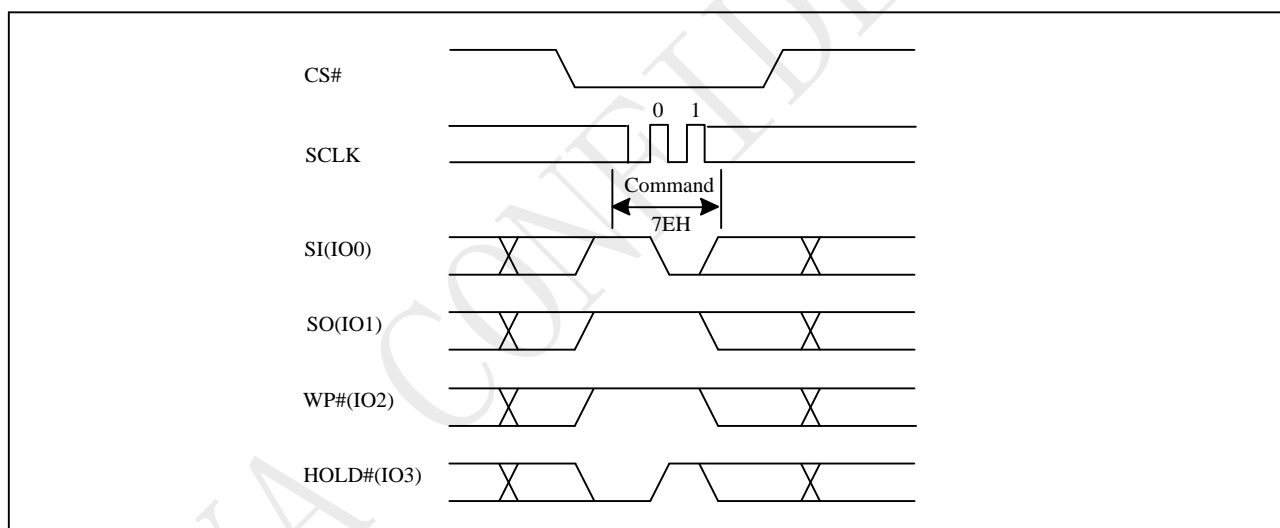 CS#
0 1
SCLK
Command
7EH
SI(IO0)
SO(IO1)
WP#(IO2)
HOLD#(IO3)